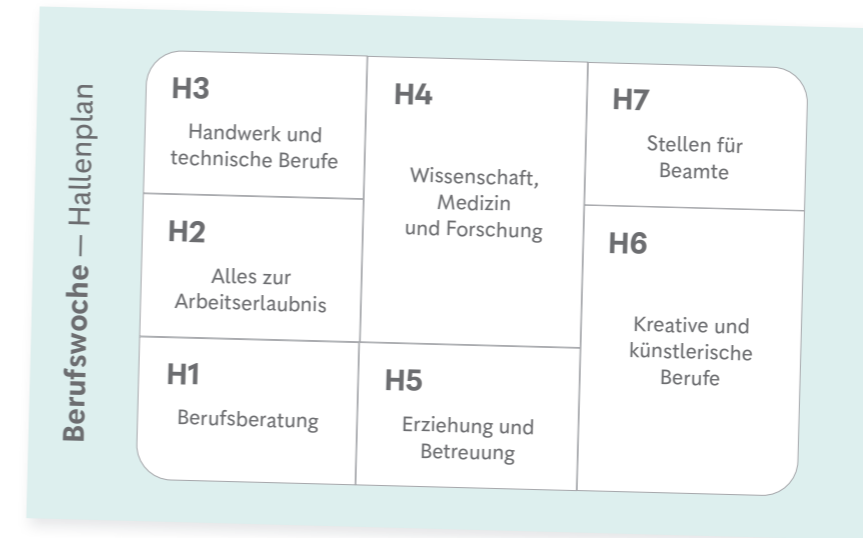 Berufswoche — Hallenplan
H3
Handwerk und
technische Berufe
H2
Alles zur
Arbeitserlaubnis
H1
Berufsberatung
H4
Wissenschaft,
Medizin
und Forschung
H5
Erziehung und
Betreuung
H7
Stellen für
Beamte
H6
Kreative und
künstlerische
Berufe